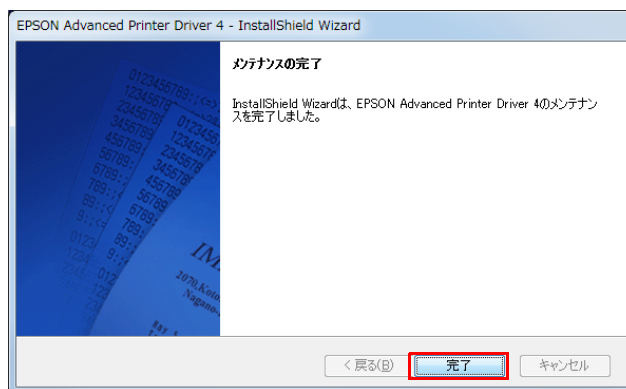 EPSON Advanced Printer Driver 4 - InstallShield Wizard
メンテナンスの完了
InstallShield Wizardは、EPSON Advanced Printer Driver 4のメンテナン
スを完了しました。
< 戻る(B)
完了
キャンセル